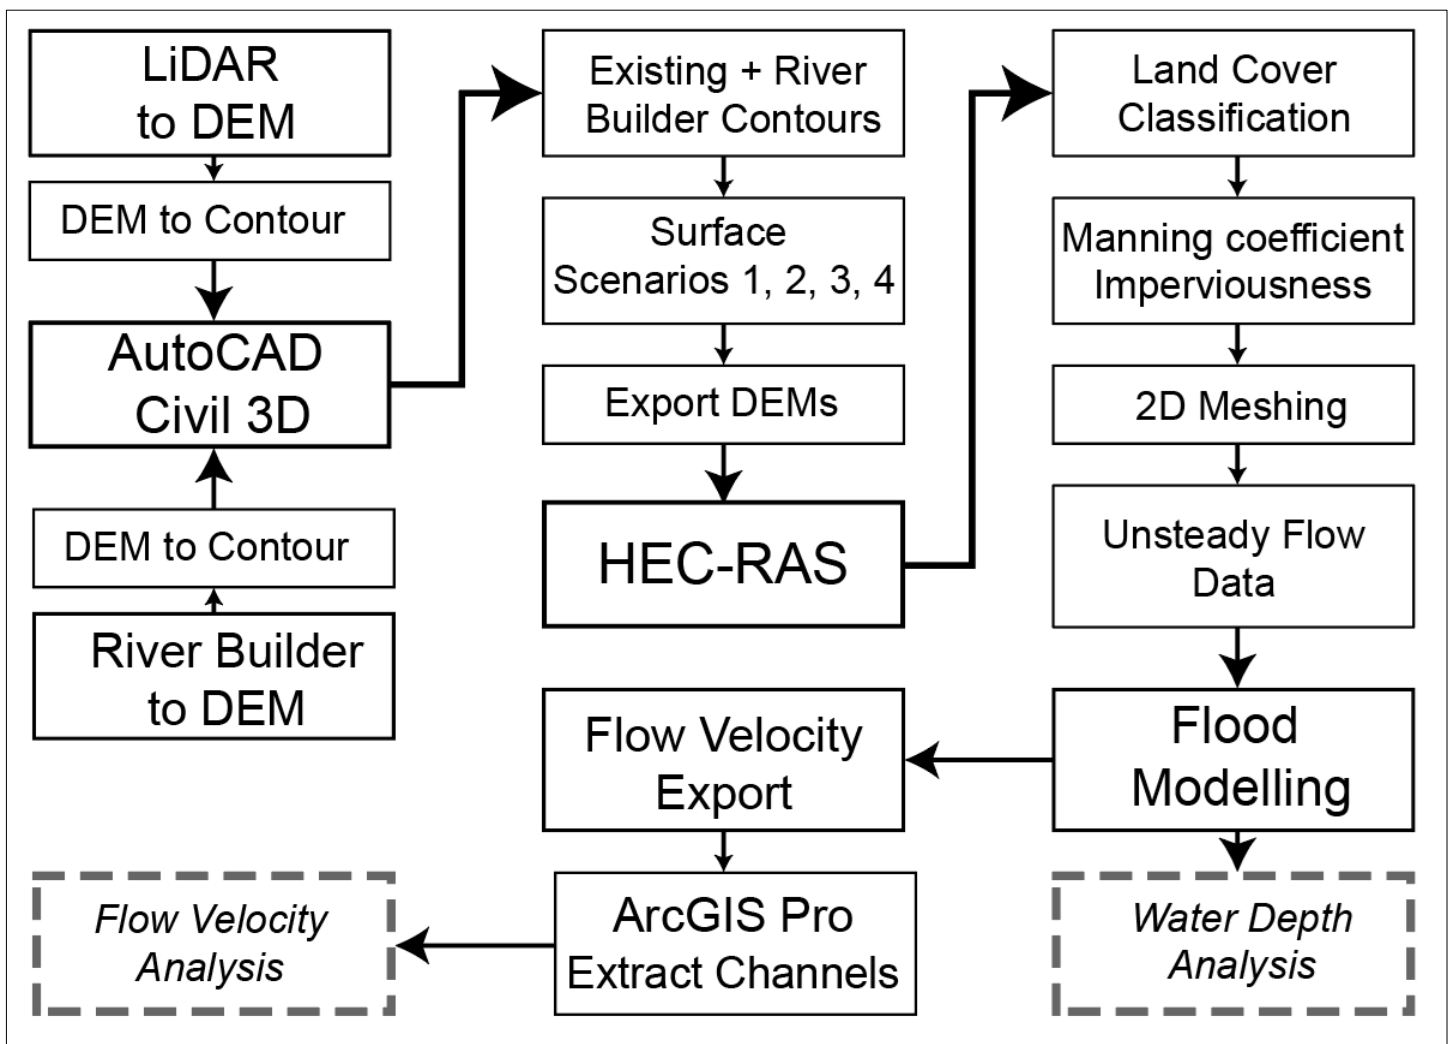 LiDAR
to DEM
DEM to Contour
AutoCAD
Civil 3D
DEM to Contour
River Builder
to DEM
Existing + River
Builder Contours
Surface
Scenarios 1, 2, 3, 4
Export DEMs
HEC-RAS
Land Cover
Classification
Manning coefficient
Imperviousness
2D Meshing
Unsteady Flow
Data
Flood
Modelling
Flow Velocity
Export
ArcGIS Pro
Extract Channels
Flow Velocity
Analysis
Water Depth
Analysis